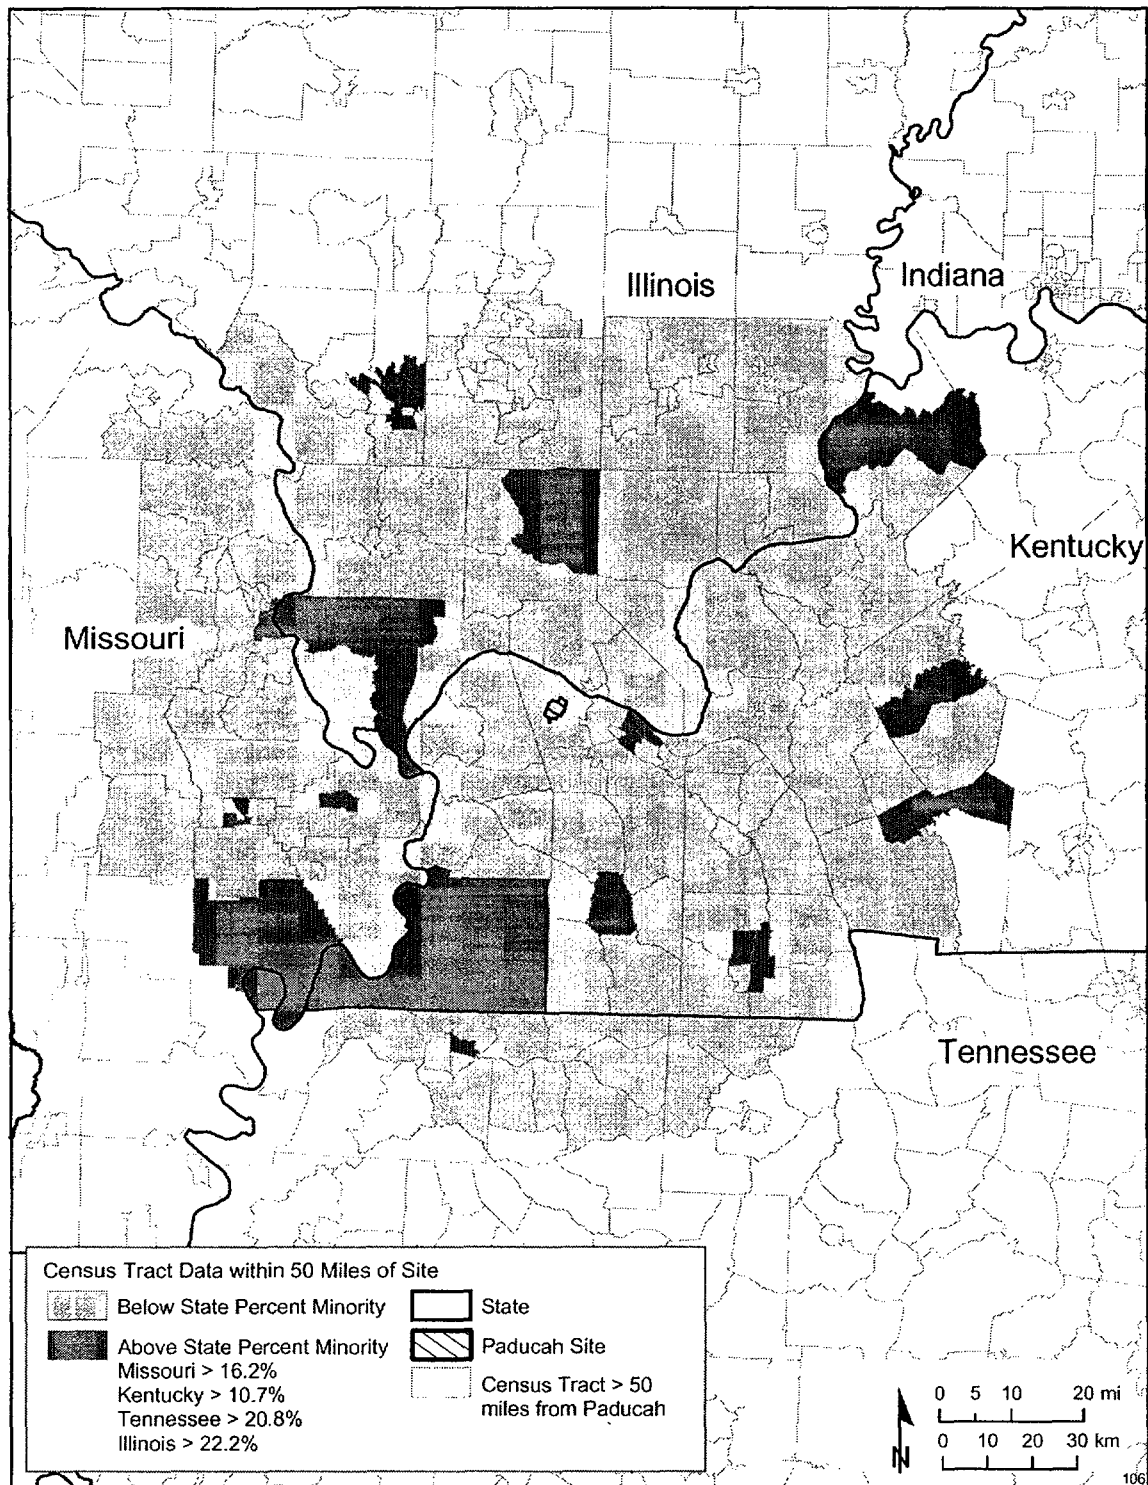 Illinois
Indiana
Kentucky
Missouri
Tennessee
Census Tract Data within 50 Miles of Site
Below State Percent Minority
State
Above State Percent Minority
Missouri > 16.2%
Kentucky > 10.7%
Tennessee > 20.8%
Illinois > 22.2%
Paducah Site
Census Tract > 50
miles from Paducah
0 5 10 20 mi
0 10 20 30 km
N
106